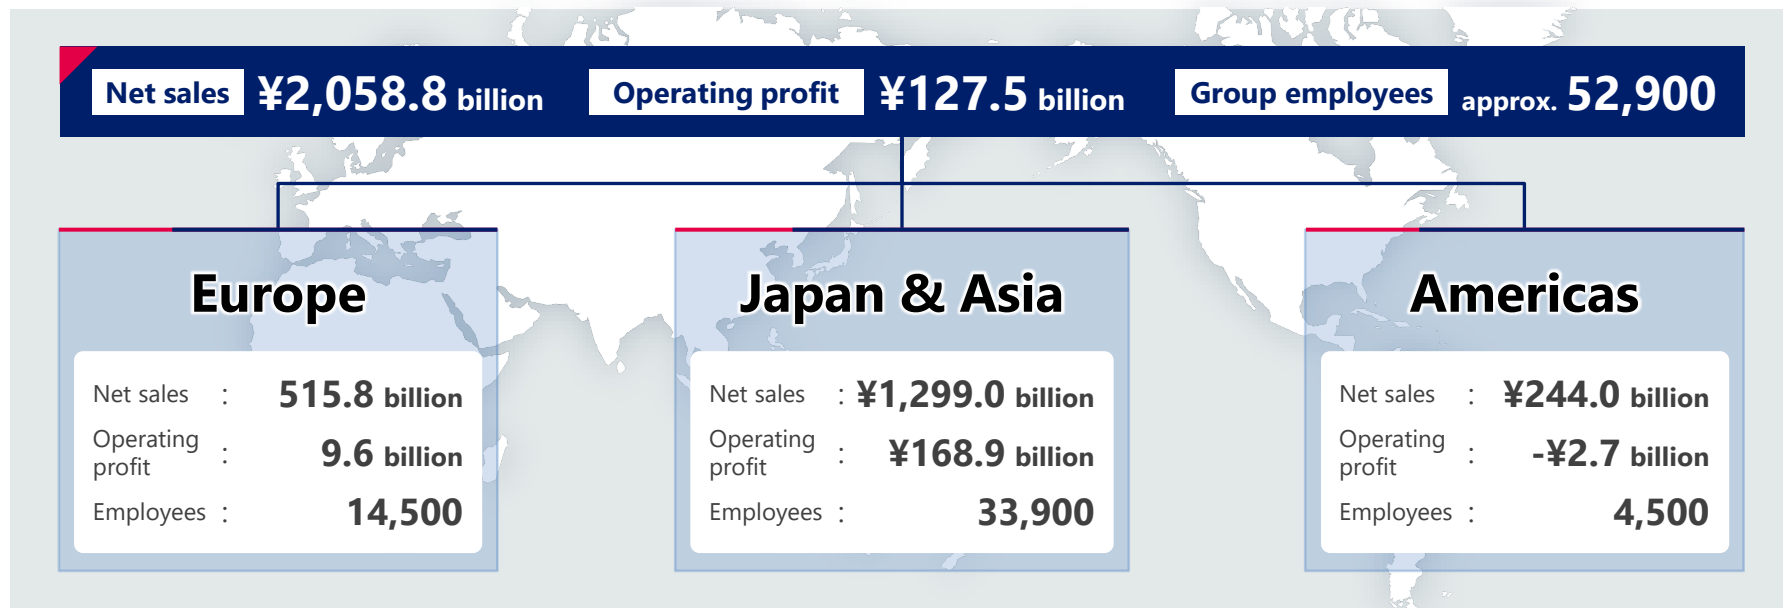 Net sales ¥2,058.8 billion Operating profit ¥127.5 billion Group employees approx. 52,900
Europe
Net sales : 515.8 billion
Operating
profit : 9.6 billion
Employees : 14,500
Japan & Asia
Net sales : ¥1,299.0 billion
Operating
profit : ¥168.9 billion
Employees : 33,900
Americas
Net sales : ¥244.0 billion
Operating
profit : -¥2.7 billion
Employees : 4,500